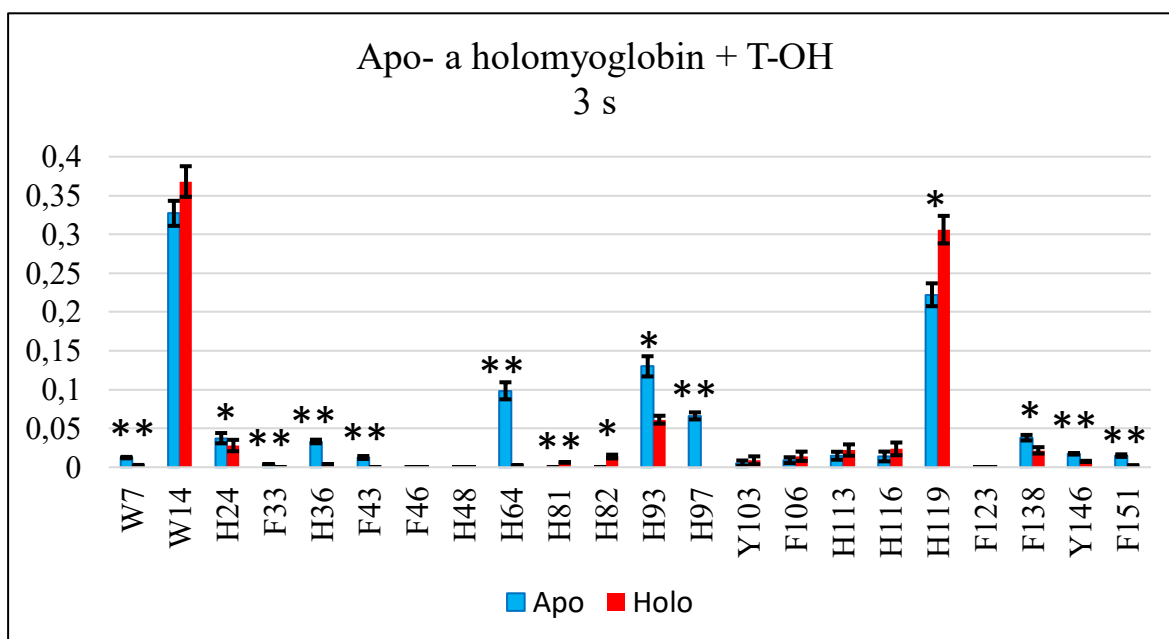 Apo- a holomyoglobin + T-OH
3 s
0,4
0,35
0,3
0,25
0,2
0,15
0,1
0,05
0
**
*
**
**
**
**
**
*
*
**
*
*
**
**
W7
W14
H24
F33
H36
F43
F46
H48
H64
H81
H82
H93
H97
Y103
F106
H113
H116
H119
F123
F138
Y146
F151
Apo
Holo